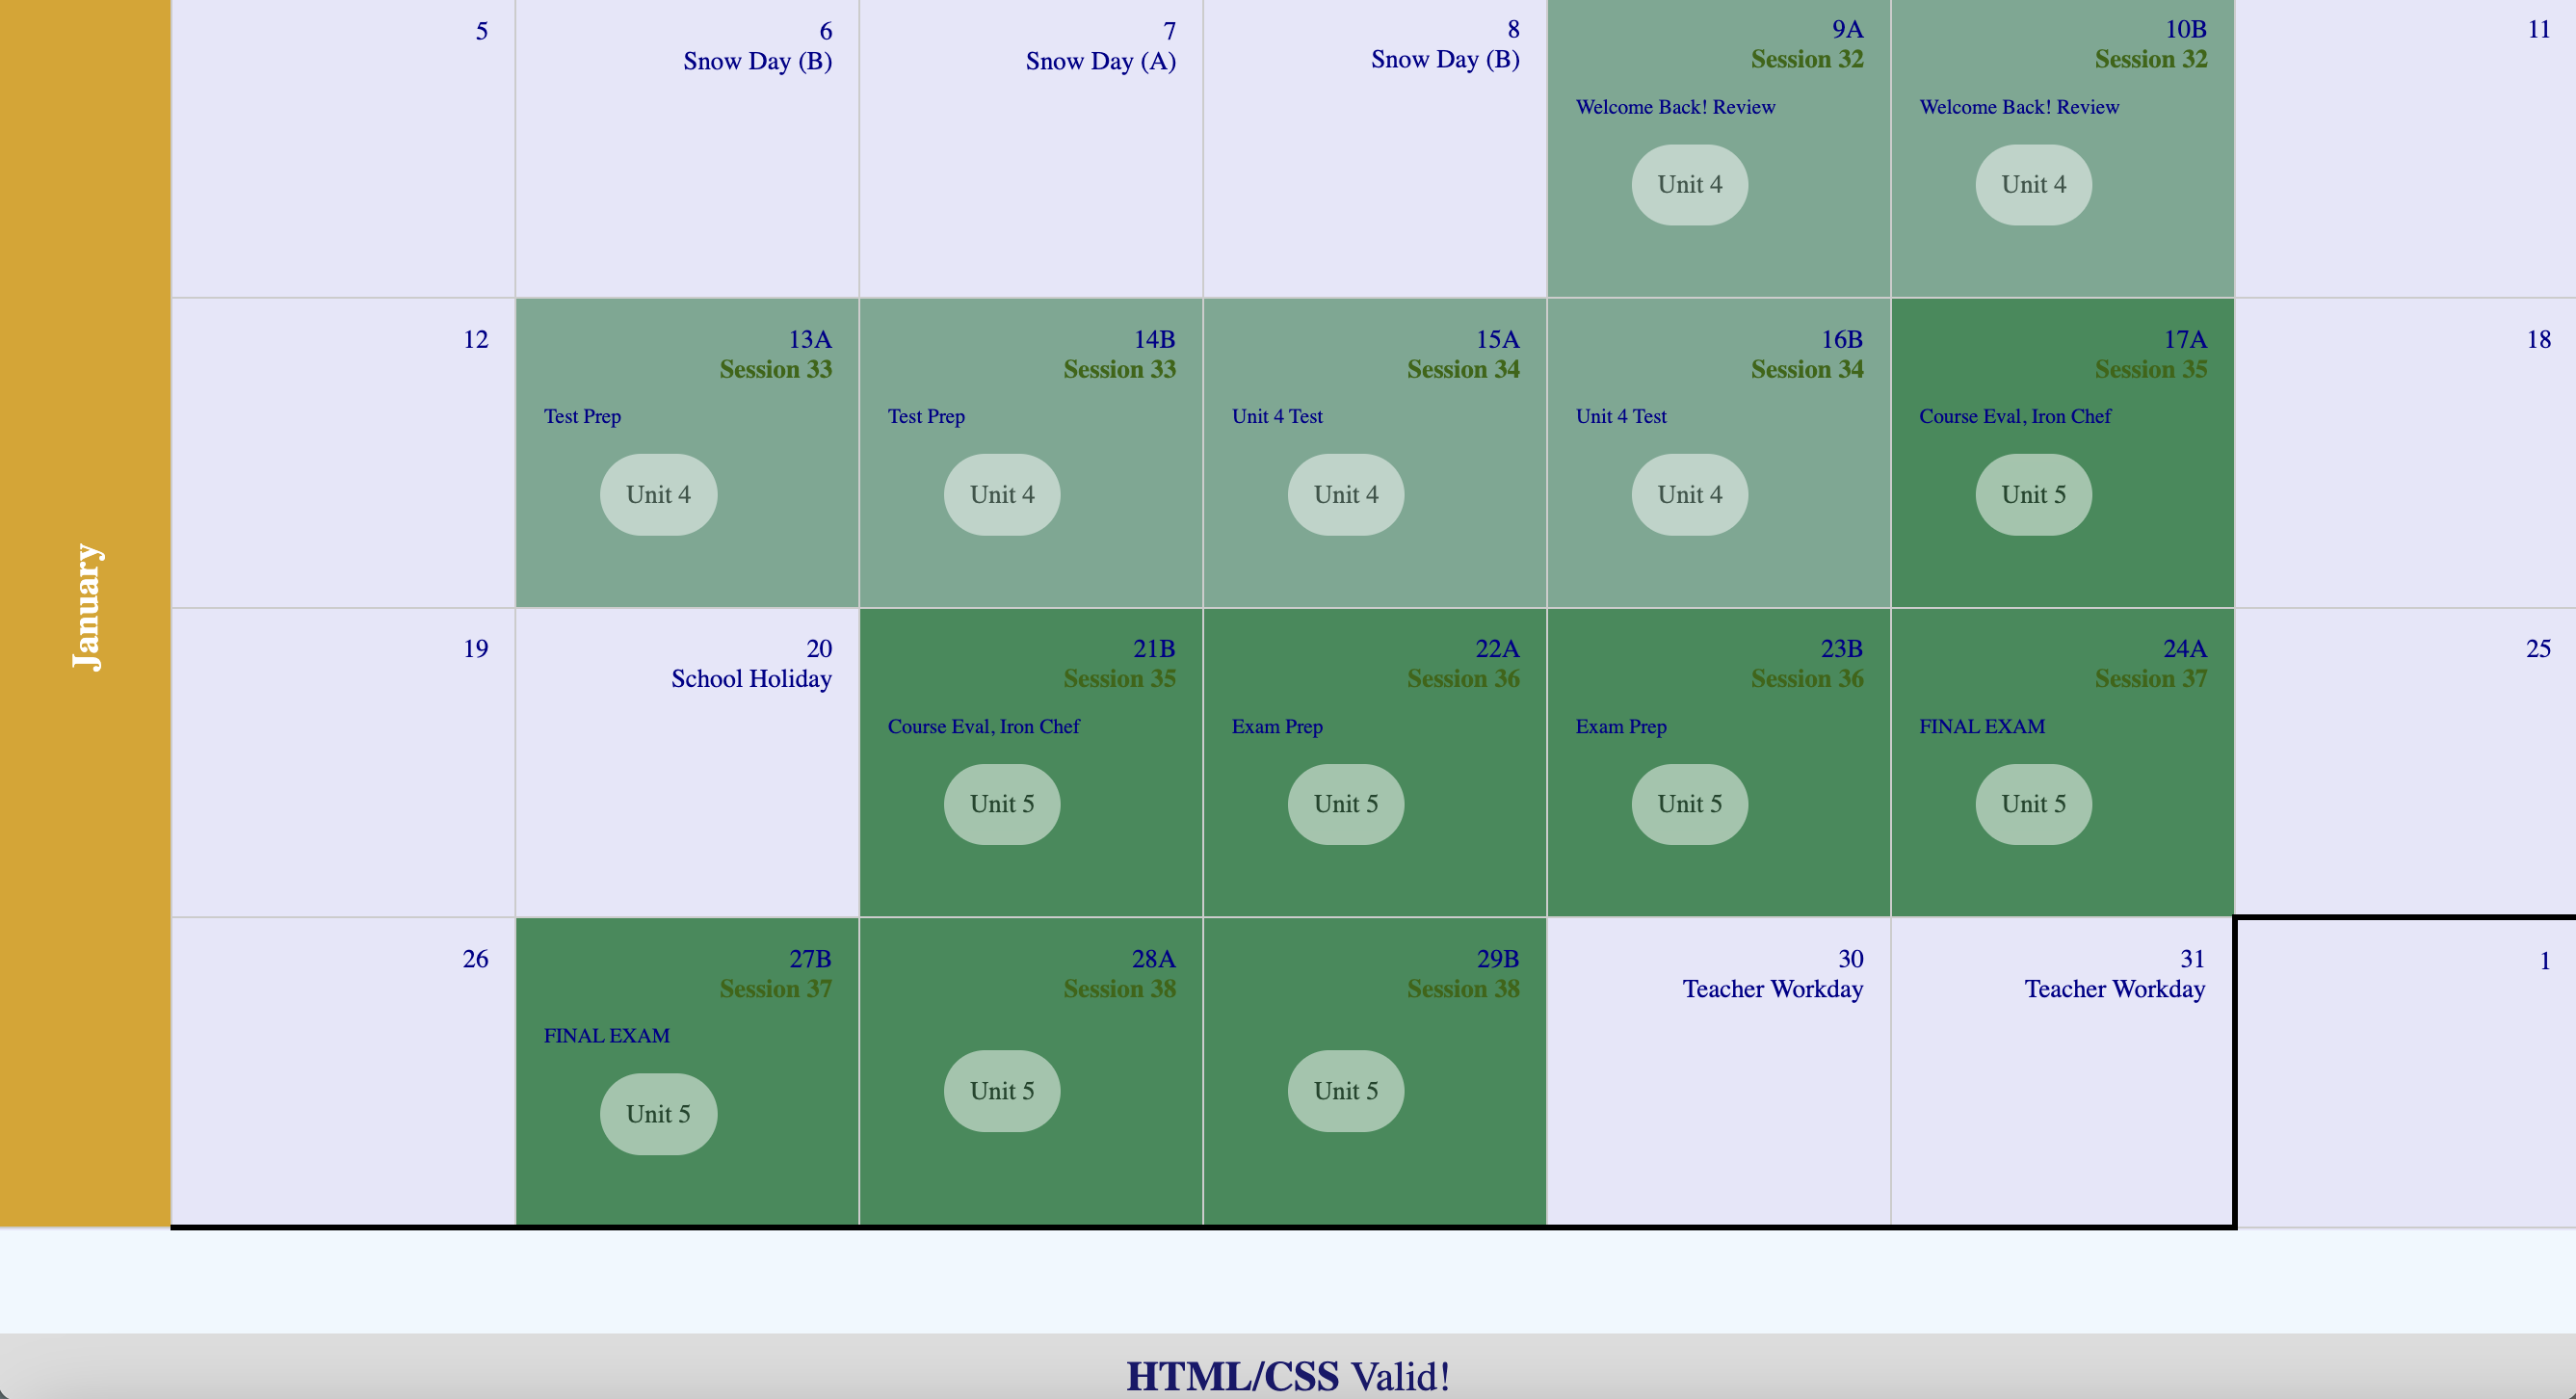 January
5
6
Snow Day (B)
7
Snow Day (A)
8
Snow Day (B)
9A
Session 32
Welcome Back! Review
Unit 4
10B
Session 32
Welcome Back! Review
Unit 4
11
12
13A
Session 33
Test Prep
Unit 4
14B
Session 33
Test Prep
Unit 4
15A
Session 34
Unit 4 Test
Unit 4
16B
Session 34
Unit 4 Test
Unit 4
17A
Session 35
Course Eval, Iron Chef
Unit 5
18
19
20
School Holiday
21B
Session 35
Course Eval, Iron Chef
Unit 5
22A
Session 36
Exam Prep
Unit 5
23B
Session 36
Exam Prep
Unit 5
24A
Session 37
FINAL EXAM
Unit 5
25
26
27B
Session 37
FINAL EXAM
Unit 5
28A
Session 38
Unit 5
29B
Session 38
Unit 5
30
Teacher Workday
31
Teacher Workday
1
HTML/CSS Valid!